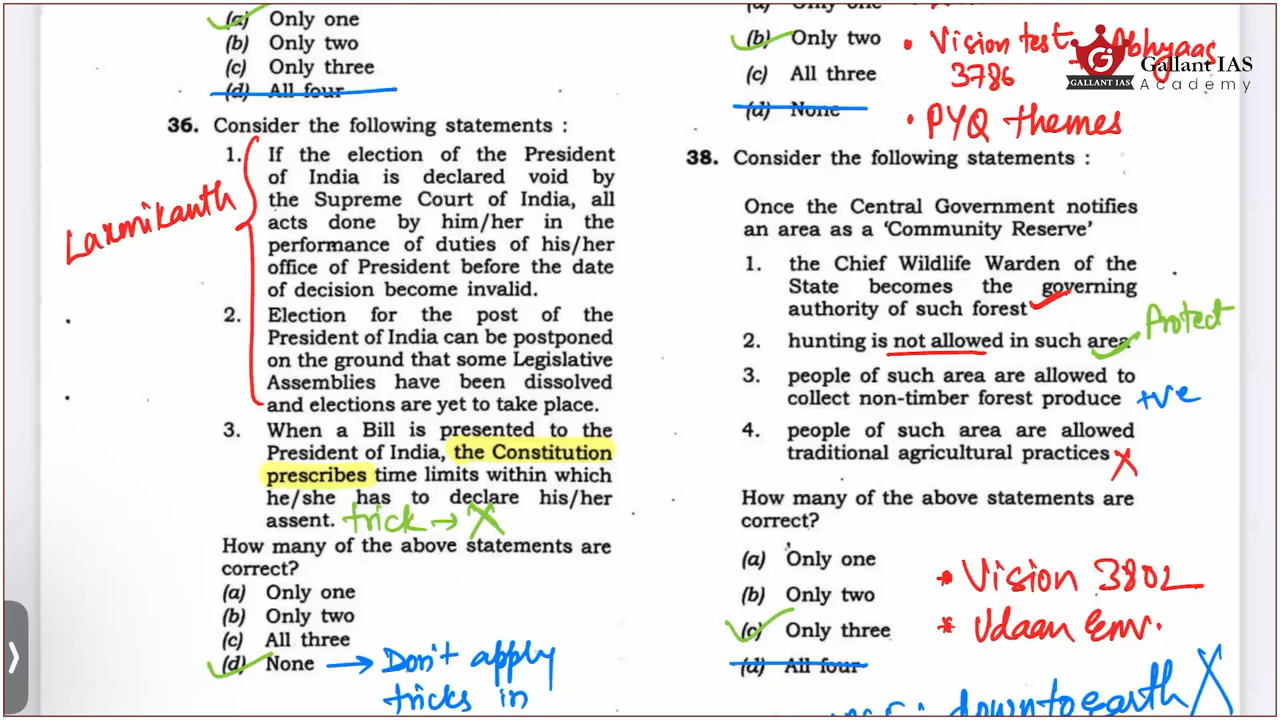 (a) Only one
(b) Only two
(c) Only three
(d) All four
36. Consider the following statements :
1. If the election of the President
of India is declared void by
the Supreme Court of India, all
acts done by him/her in the
performance of duties of his/her
office of President before the date
of decision become invalid.
Laxmikanth
2. Election for the post of the
President of India can be postponed
on the ground that some Legislative
Assemblies have been dissolved
and elections are yet to take place.
3. When a Bill is presented to the
President of India, the Constitution
prescribes time limits within which
he/she has to declare his/her
assent. trick → X
How many of the above statements are
correct?
(a) Only one
(b) Only two
(c) All three
(d) None → Don't apply
tricks in
(a) Only one
(b) Only two
(c) All three
(d) None
• Vision test Abhyaas
3786
• PYQ themes
GALLANT IAS
Gallant IAS
Academy
38. Consider the following statements :
Once the Central Government notifies
an area as a 'Community Reserve'
1. the Chief Wildlife Warden of the
State becomes the governing
authority of such forest
2. hunting is not allowed in such area Protect
3. people of such area are allowed to
collect non-timber forest produce +ve
4. people of such area are allowed
traditional agricultural practices X
How many of the above statements are
correct?
(a) Only one
(b) Only two
(c) Only three
(d) All four
* Vision 3802
* Udaan Env.
down to earth X